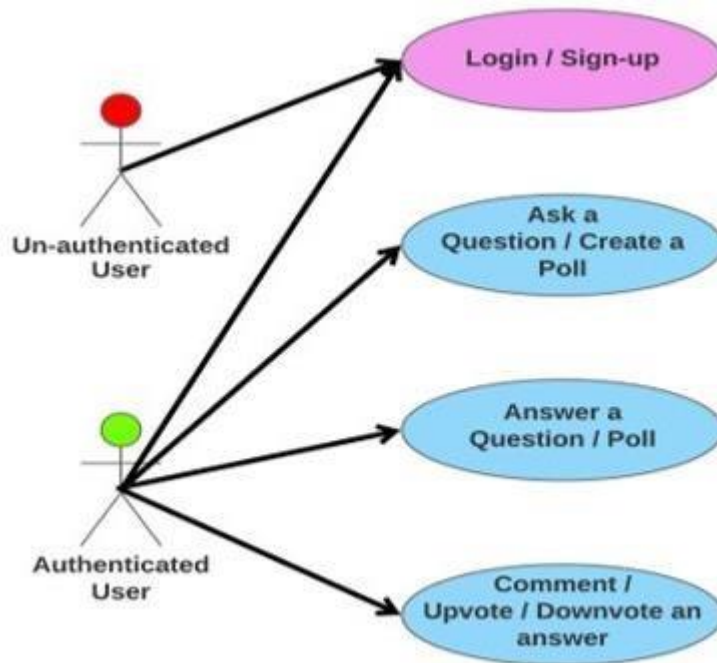 Login / Sign-up
Un-authenticated
User
Ask a
Question / Create a
Poll
Answer a
Question / Poll
Authenticated
User
Comment /
Upvote / Downvote an
answer